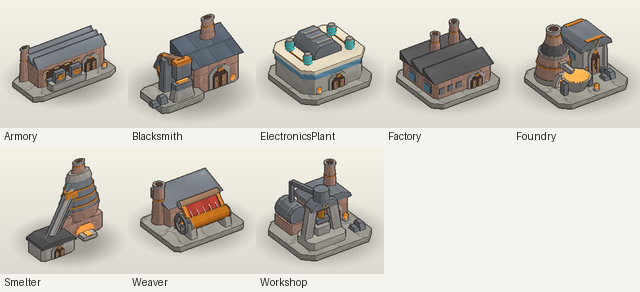 Armory
Blacksmith
ElectronicsPlant
Factory
Foundry
Smelter
Weaver
Workshop